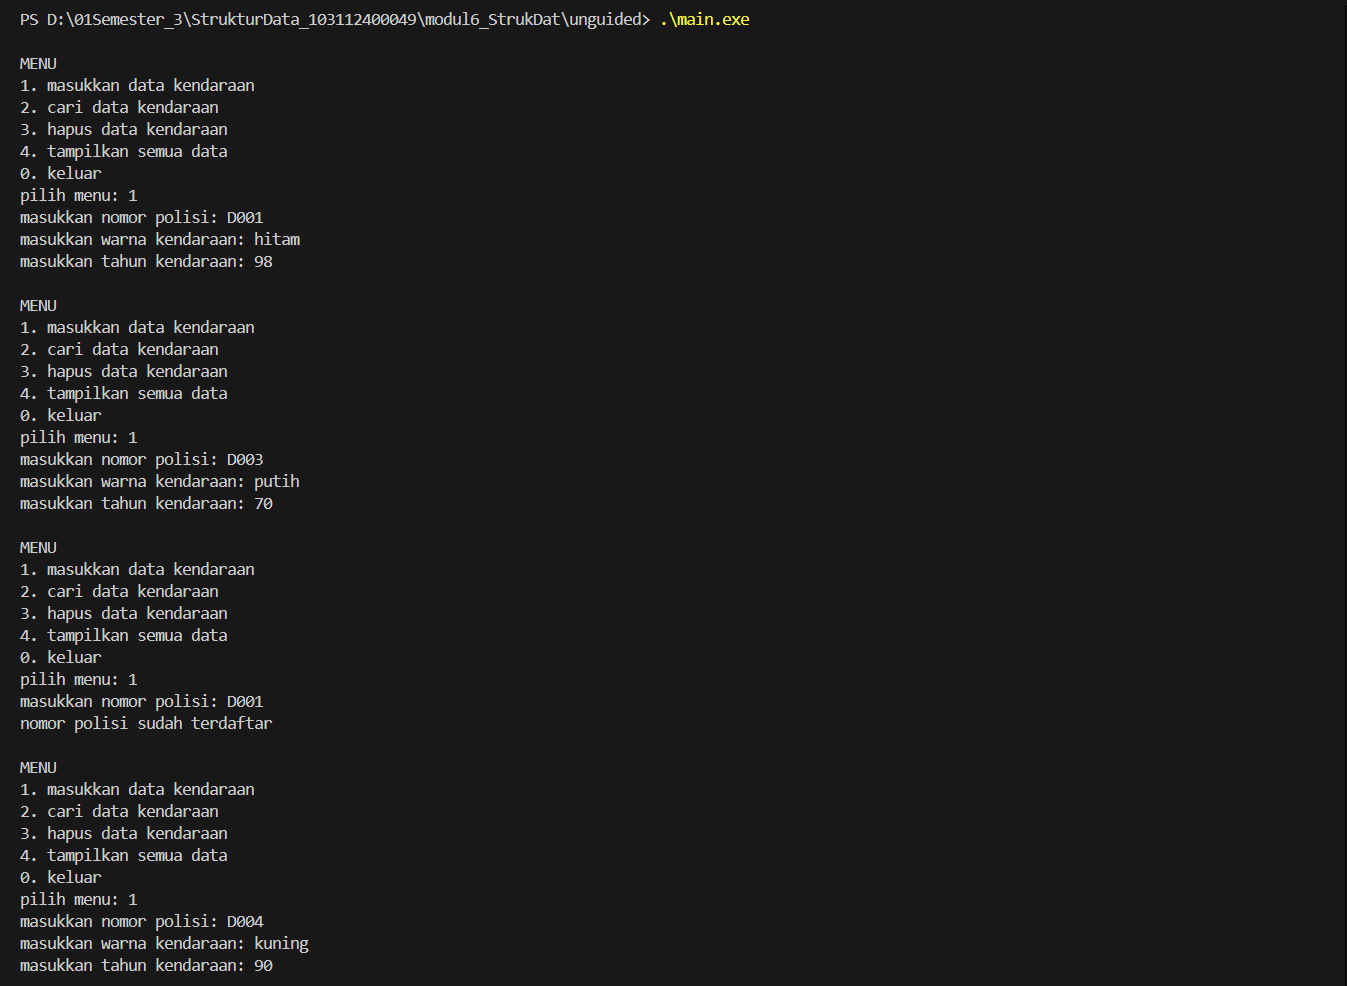 PS D:\01Semester_3\StrukturData_103112400049\modul6_StrukDat\unguided> .\main.exe

MENU
1. masukkan data kendaraan
2. cari data kendaraan
3. hapus data kendaraan
4. tampilkan semua data
0. keluar
pilih menu: 1
masukkan nomor polisi: D001
masukkan warna kendaraan: hitam
masukkan tahun kendaraan: 98

MENU
1. masukkan data kendaraan
2. cari data kendaraan
3. hapus data kendaraan
4. tampilkan semua data
0. keluar
pilih menu: 1
masukkan nomor polisi: D003
masukkan warna kendaraan: putih
masukkan tahun kendaraan: 70

MENU
1. masukkan data kendaraan
2. cari data kendaraan
3. hapus data kendaraan
4. tampilkan semua data
0. keluar
pilih menu: 1
masukkan nomor polisi: D001
nomor polisi sudah terdaftar

MENU
1. masukkan data kendaraan
2. cari data kendaraan
3. hapus data kendaraan
4. tampilkan semua data
0. keluar
pilih menu: 1
masukkan nomor polisi: D004
masukkan warna kendaraan: kuning
masukkan tahun kendaraan: 90